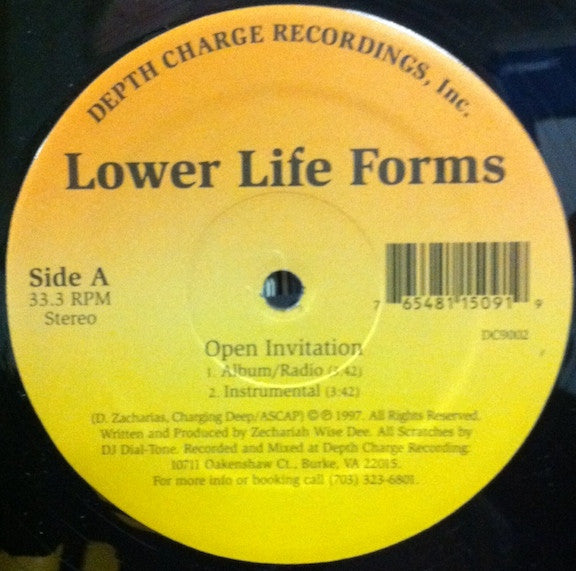 DEPTH CHARGE RECORDINGS, Inc.
Lower Life Forms
Side A
33.3 RPM
Stereo
7 65481 15091 9
DC9002
Open Invitation
1. Album/Radio (3:42)
2. Instrumental (3:42)
(D. Zacharias, Charging Deep/ASCAP) © ℗ 1997. All Rights Reserved.
Written and Produced by Zechariah Wise Dee. All Scratches by
DJ Dial-Tone. Recorded and Mixed at Depth Charge Recording:
10711 Oakenshaw Ct., Burke, VA 22015.
For more info or booking call (703) 323-6801.